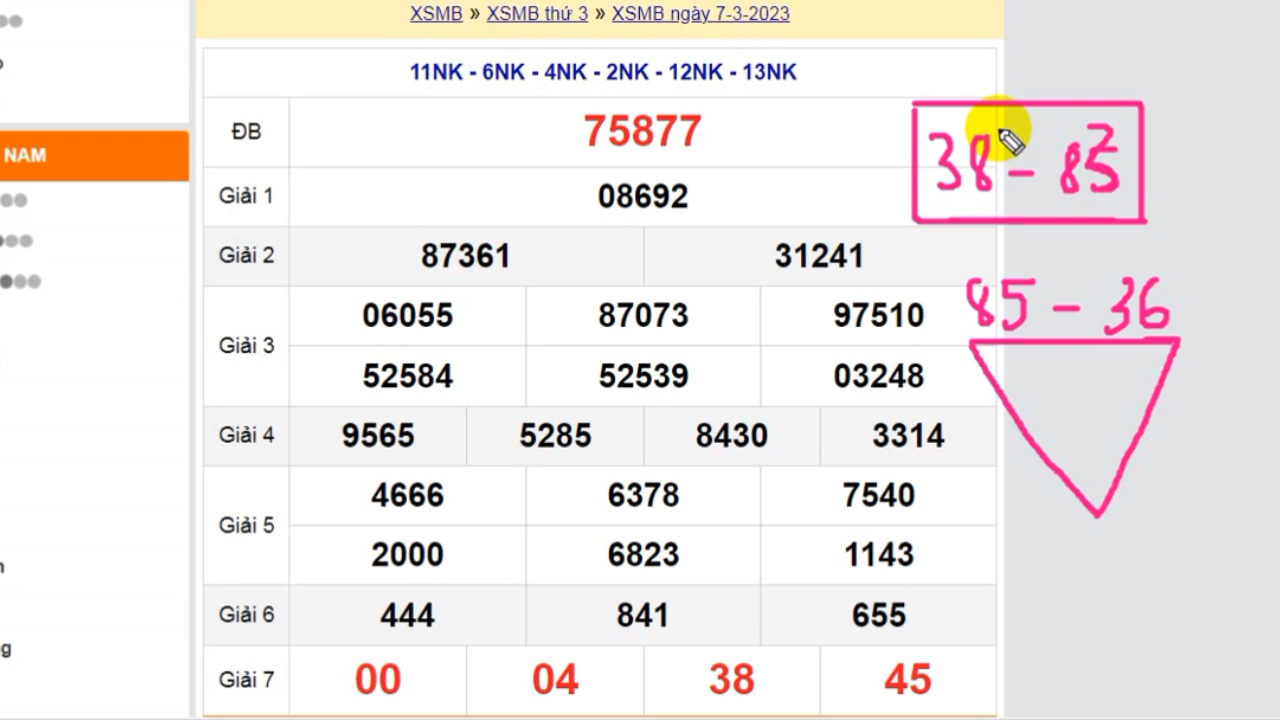 XSMB » XSMB thứ 3 » XSMB ngày 7-3-2023
11NK - 6NK - 4NK - 2NK - 12NK - 13NK
ĐB 75877
38 - 85 2
NAM
Giải 1 08692
Giải 2 87361 31241
85 - 36
Giải 3
06055 87073 97510
52584 52539 03248
Giải 4 9565 5285 8430 3314
Giải 5
4666 6378 7540
2000 6823 1143
Giải 6 444 841 655
Giải 7 00 04 38 45